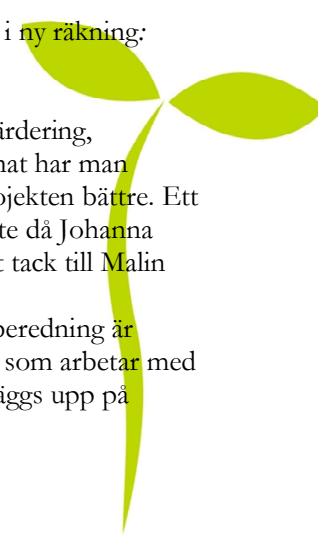 i ny räkning:
ärdering,
nat har man
ojekten bättre. Ett
te då Johanna
t tack till Malin
beredning är
som arbetar med
äggs upp på